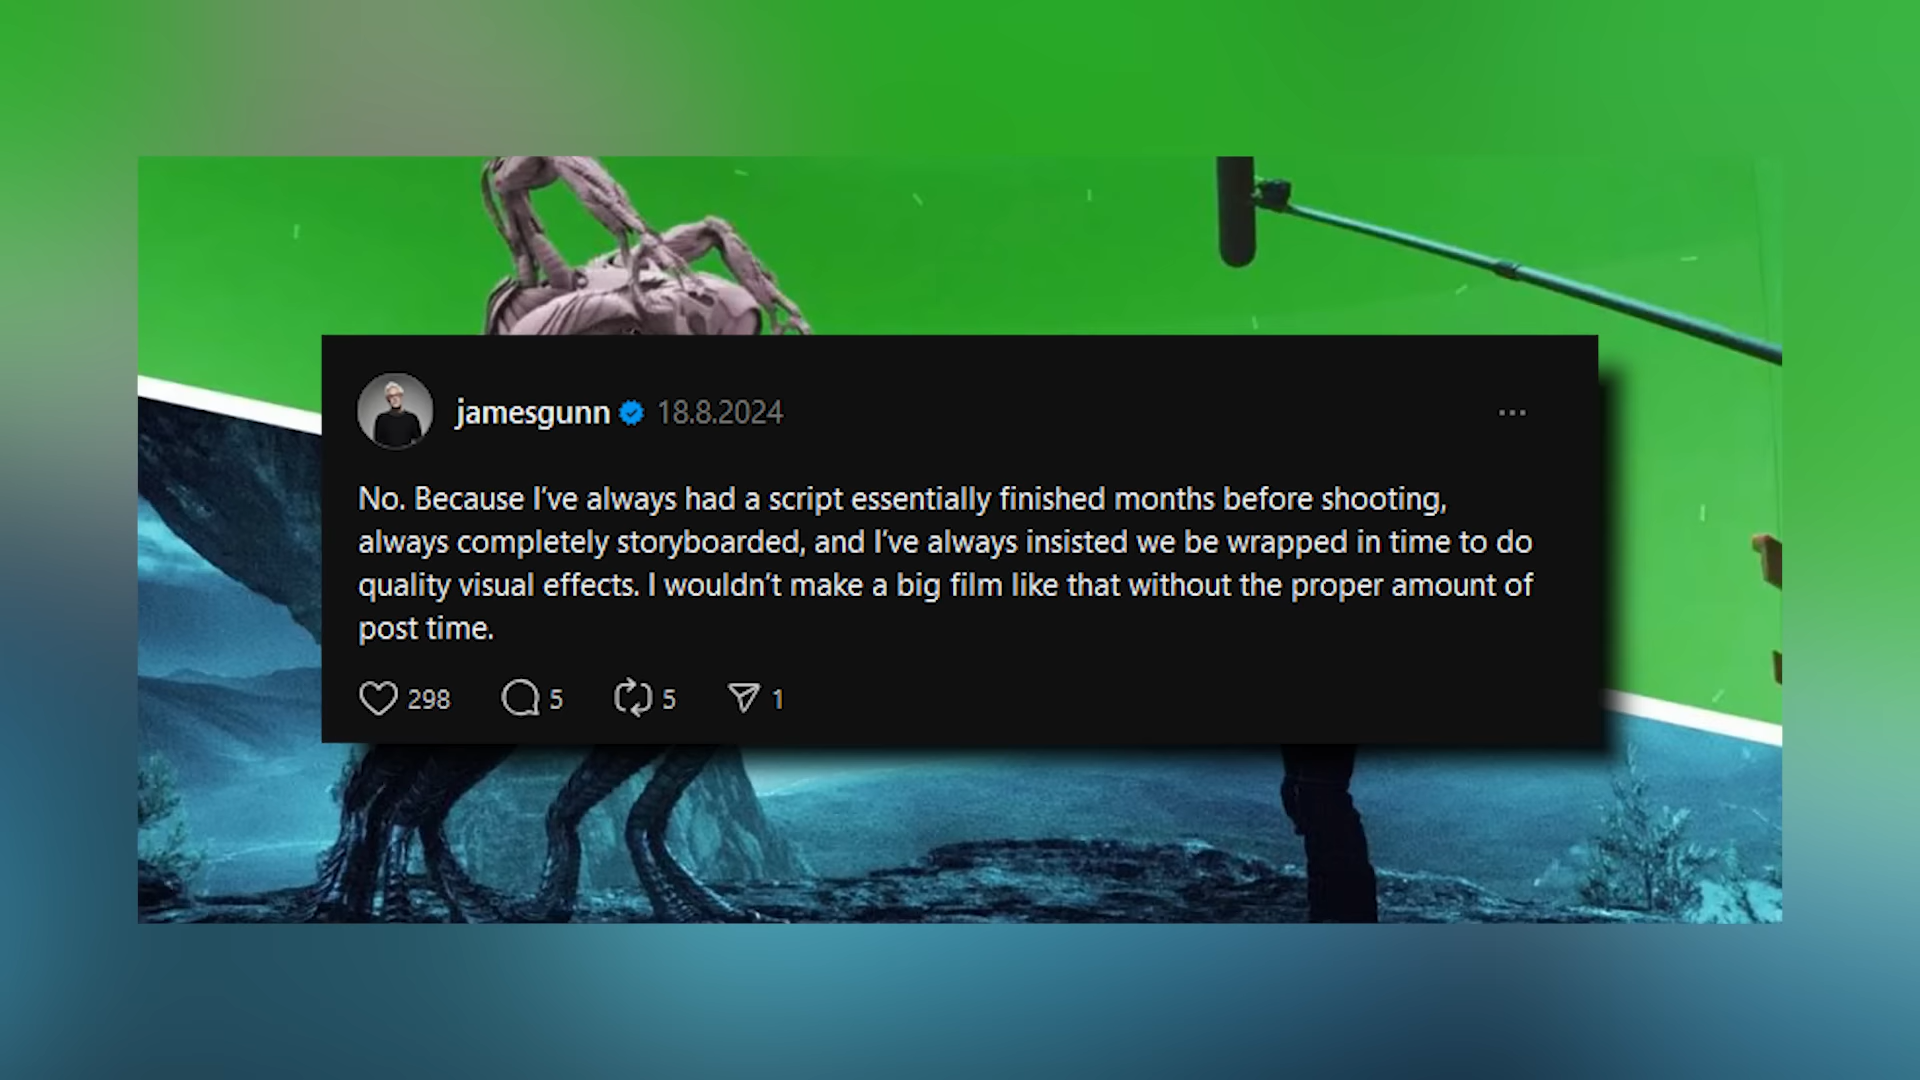 jamesgunn 18.8.2024
No. Because I’ve always had a script essentially finished months before shooting,
always completely storyboarded, and I’ve always insisted we be wrapped in time to do
quality visual effects. I wouldn’t make a big film like that without the proper amount of
post time.
298 5 5 1